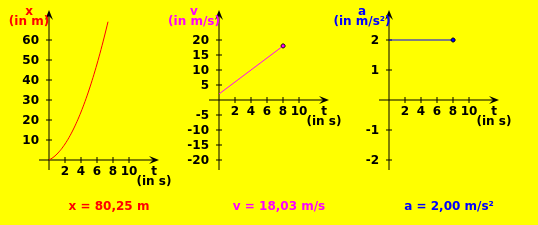 x
(in m)
60
50
40
30
20
10
2 4 6 8 10
t
(in s)
v
(in m/s)
20
15
10
5
-5
-10
-15
-20
2 4 6 8 10
t
(in s)
a
(in m/s²)
2
1
-1
-2
2 4 6 8 10
t
(in s)
x = 80,25 m
v = 18,03 m/s
a = 2,00 m/s²